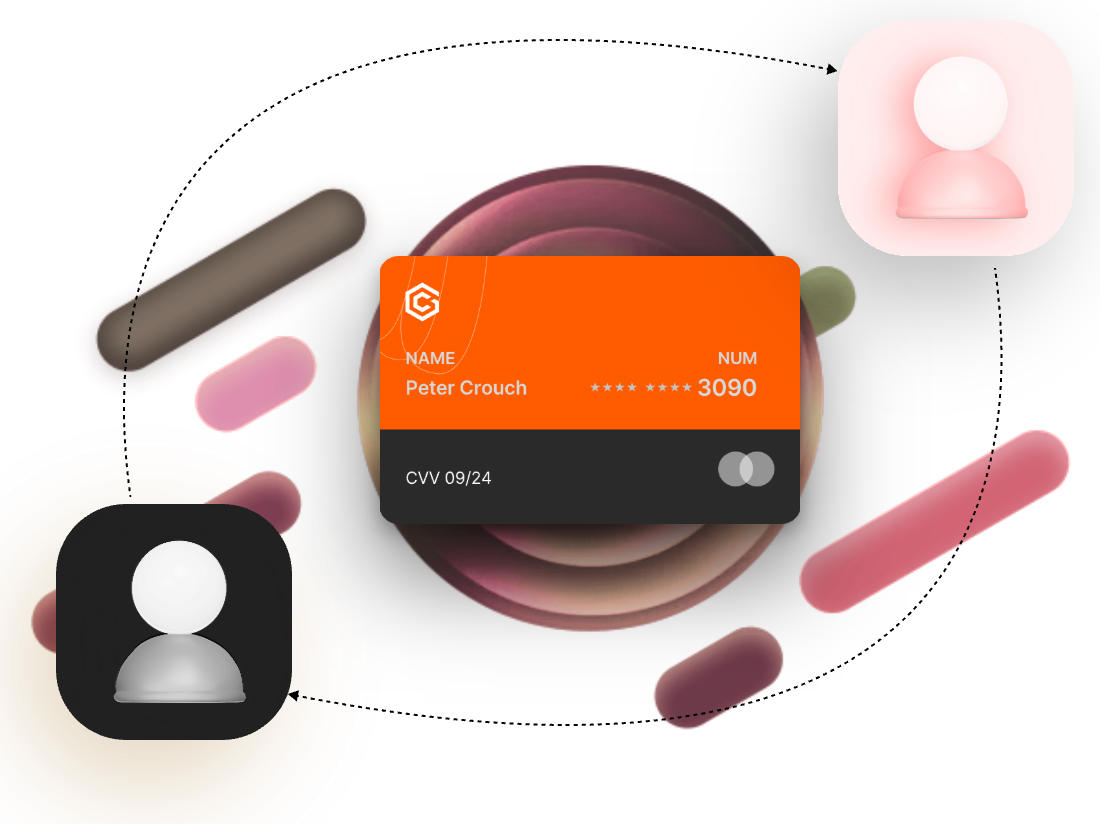 NAME
NUM
Peter Crouch
★★★★ ★★★★ 3090
CVV 09/24